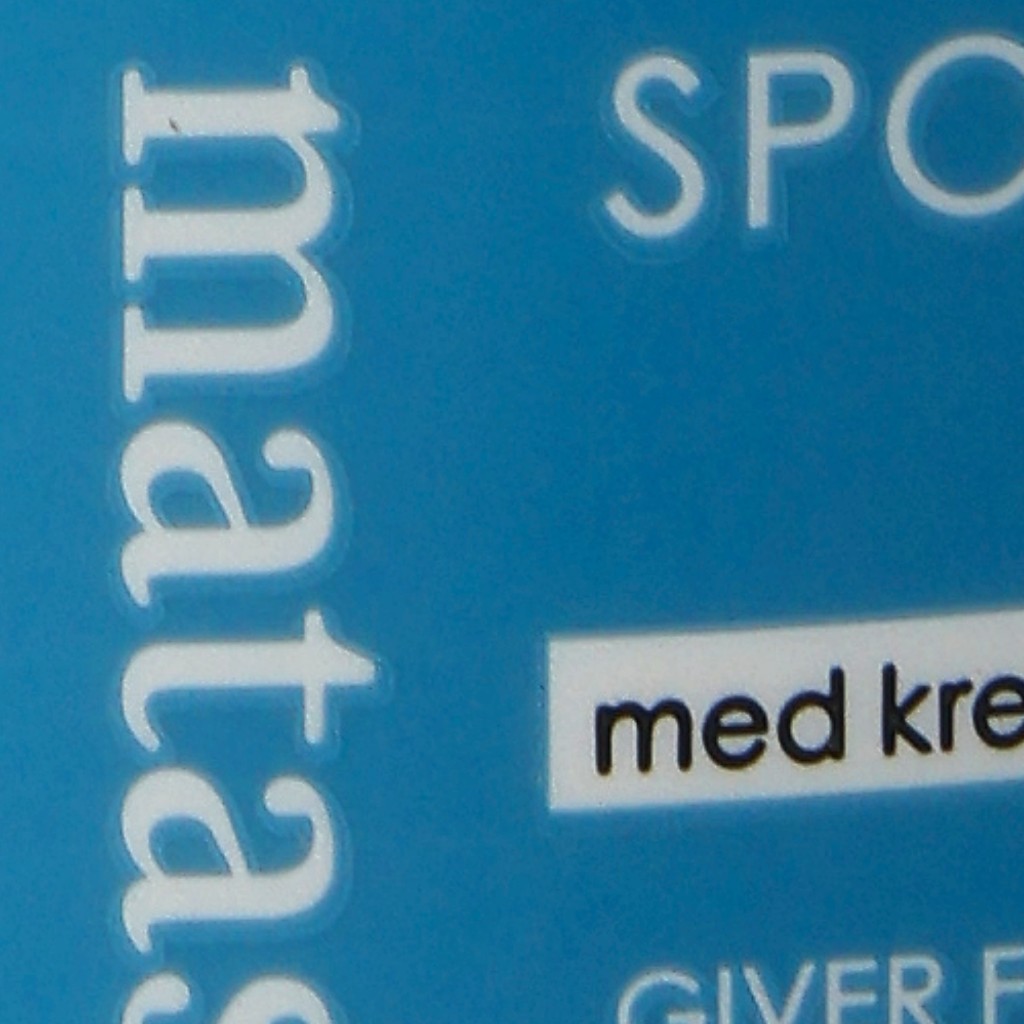 matas
SPO
med kre
GIVER F